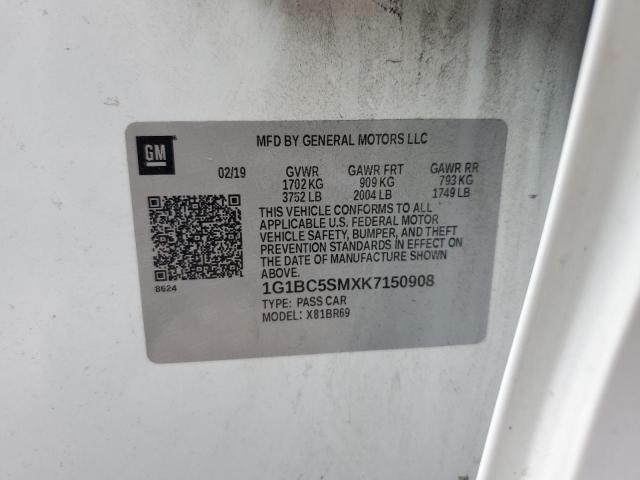 GM
MFD BY GENERAL MOTORS LLC
02/19 GVWR GAWR FRT GAWR RR
1702 KG 909 KG 793 KG
3752 LB 2004 LB 1749 LB
THIS VEHICLE CONFORMS TO ALL
APPLICABLE U.S. FEDERAL MOTOR
VEHICLE SAFETY, BUMPER, AND THEFT
PREVENTION STANDARDS IN EFFECT ON
THE DATE OF MANUFACTURE SHOWN
ABOVE.
8624
1G1BC5SMXK7150908
TYPE: PASS CAR
MODEL: X81BR69